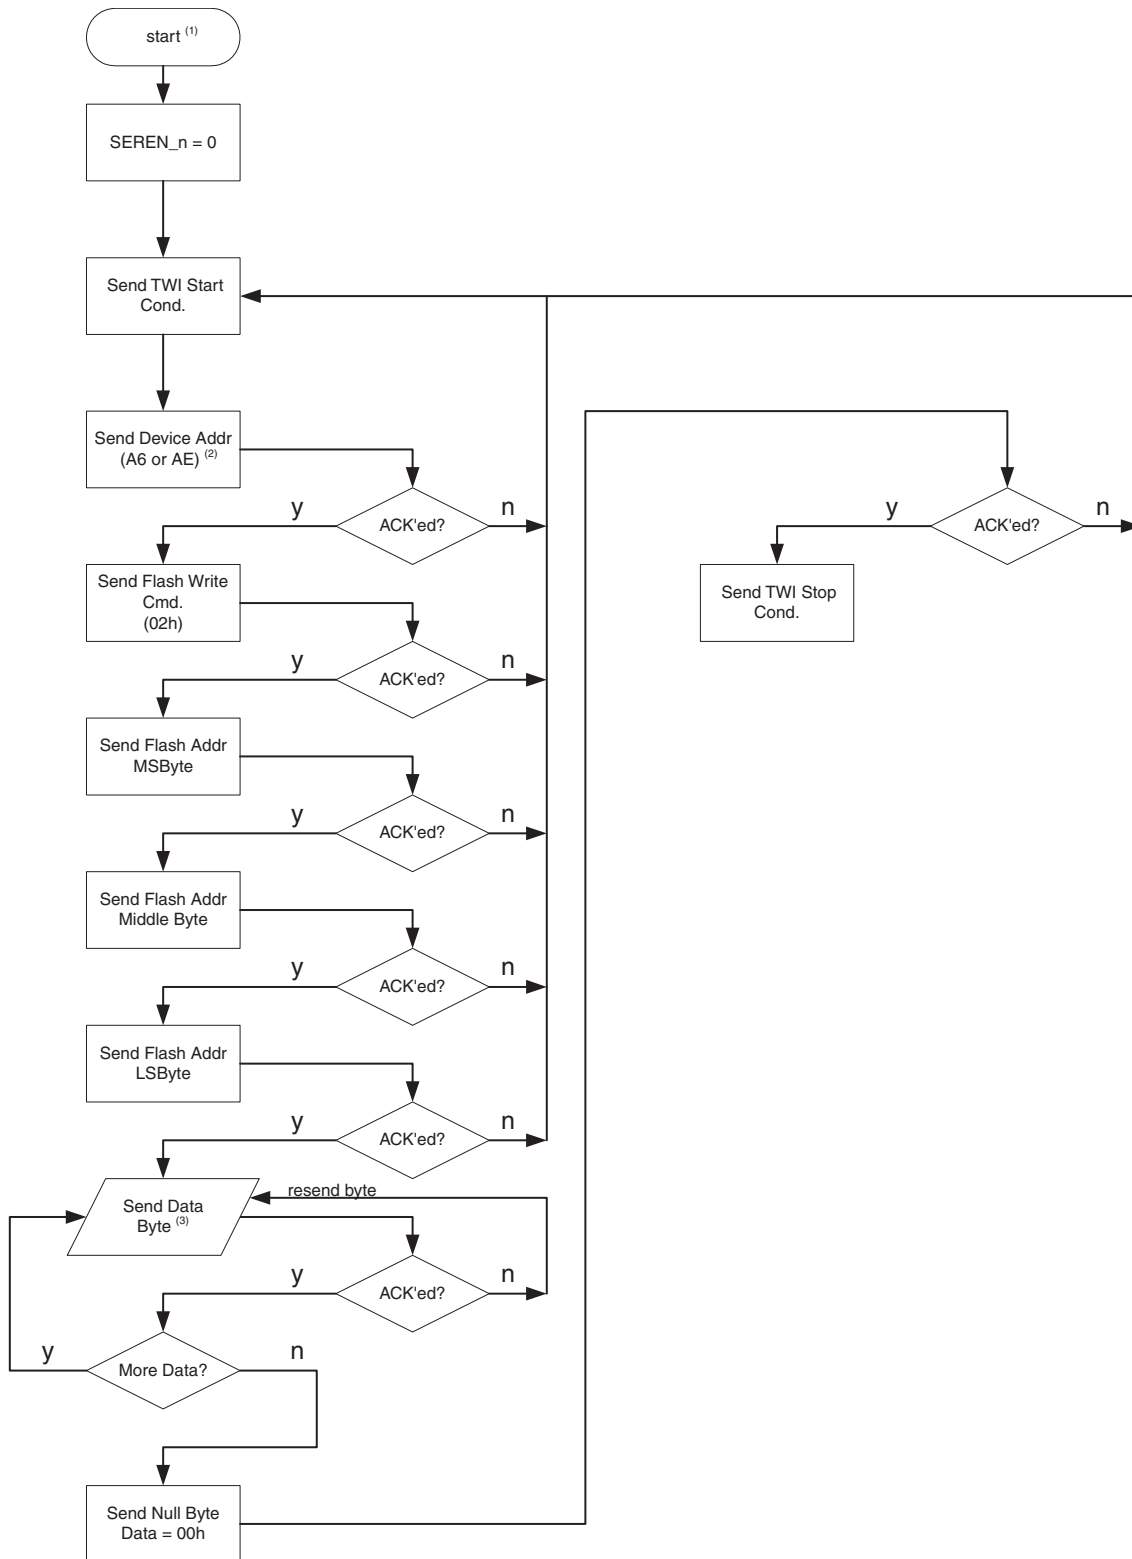 start (1)
SEREN_n = 0
Send TWI Start
Cond.
Send Device Addr
(A6 or AE) (2)
ACK'ed?
y
n
Send Flash Write
Cmd.
(02h)
ACK'ed?
y
n
Send Flash Addr
MSByte
ACK'ed?
y
n
Send Flash Addr
Middle Byte
ACK'ed?
y
n
Send Flash Addr
LSByte
ACK'ed?
y
n
Send Data
Byte (3)
resend byte
ACK'ed?
y
n
More Data?
y
n
Send Null Byte
Data = 00h
ACK'ed?
y
n
Send TWI Stop
Cond.